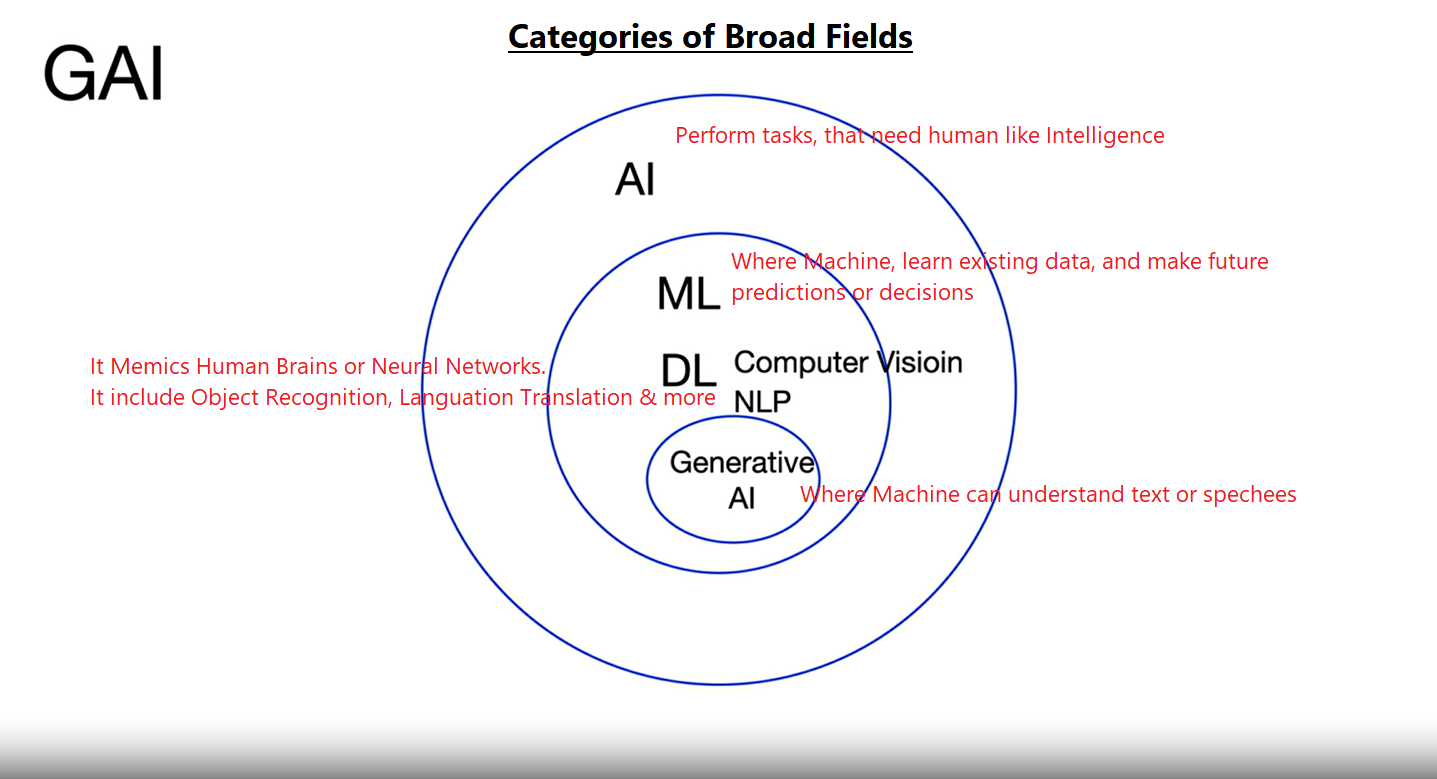 Categories of Broad Fields
GAI
Perform tasks, that need human like Intelligence
AI
Where Machine, learn existing data, and make future
predictions or decisions
ML
It Memics Human Brains or Neural Networks.
It include Object Recognition, Languation Translation & more
DL
Computer Visioin
NLP
Generative
AI
Where Machine can understand text or spechees